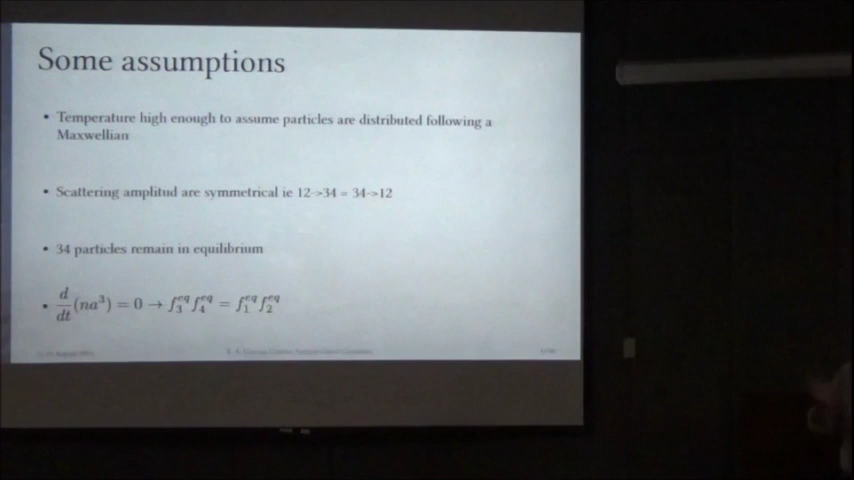 Some assumptions
• Temperature high enough to assume particles are distributed following a
Maxwellian
• Scattering amplitud are symmetrical ie 12->34 = 34->12
• 34 particles remain in equilibrium
• d/dt (na³) = 0 → f₃^eq f₄^eq = f₁^eq f₂^eq